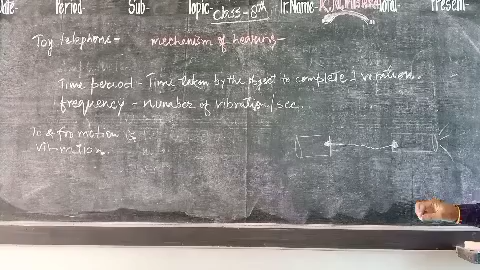 Date- Period- Sub- Topic- Tr.Name- Total- Present-
class-8th
Toy telephone- mechanism of hearing-
Time period - Time taken by the object to complete 1 vibration.
frequency - number of vibration/sec.
To & fro motion is
vibration.